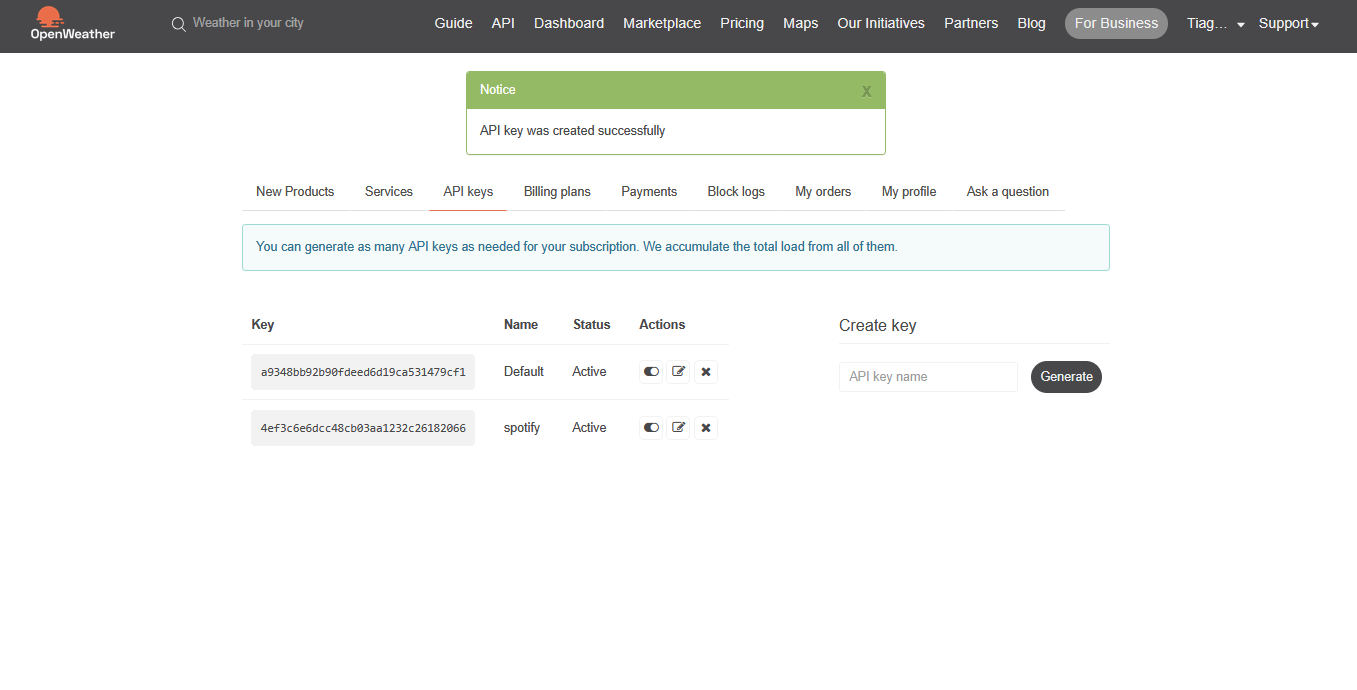 OpenWeather
Weather in your city
Guide API Dashboard Marketplace Pricing Maps Our Initiatives Partners Blog For Business Tiag... Support
Notice X
API key was created successfully
New Products Services API keys Billing plans Payments Block logs My orders My profile Ask a question
You can generate as many API keys as needed for your subscription. We accumulate the total load from all of them.
Key Name Status Actions
a9348bb92b90fdeed6d19ca531479cf1 Default Active
4ef3c6e6dcc48cb03aa1232c26182066 spotify Active
Create key
API key name Generate